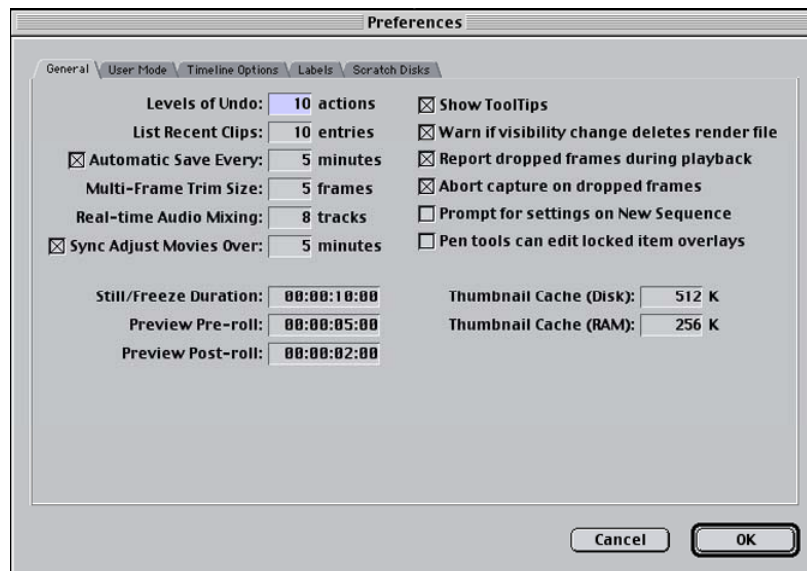 Preferences
General User Mode Timeline Options Labels Scratch Disks
Levels of Undo: 10 actions
List Recent Clips: 10 entries
Automatic Save Every: 5 minutes
Multi-Frame Trim Size: 5 frames
Real-time Audio Mixing: 8 tracks
Sync Adjust Movies Over: 5 minutes
Show ToolTips
Warn if visibility change deletes render file
Report dropped frames during playback
Abort capture on dropped frames
Prompt for settings on New Sequence
Pen tools can edit locked item overlays
Still/Freeze Duration: 00:00:10:00
Preview Pre-roll: 00:00:05:00
Preview Post-roll: 00:00:02:00
Thumbnail Cache (Disk): 512 K
Thumbnail Cache (RAM): 256 K
Cancel OK